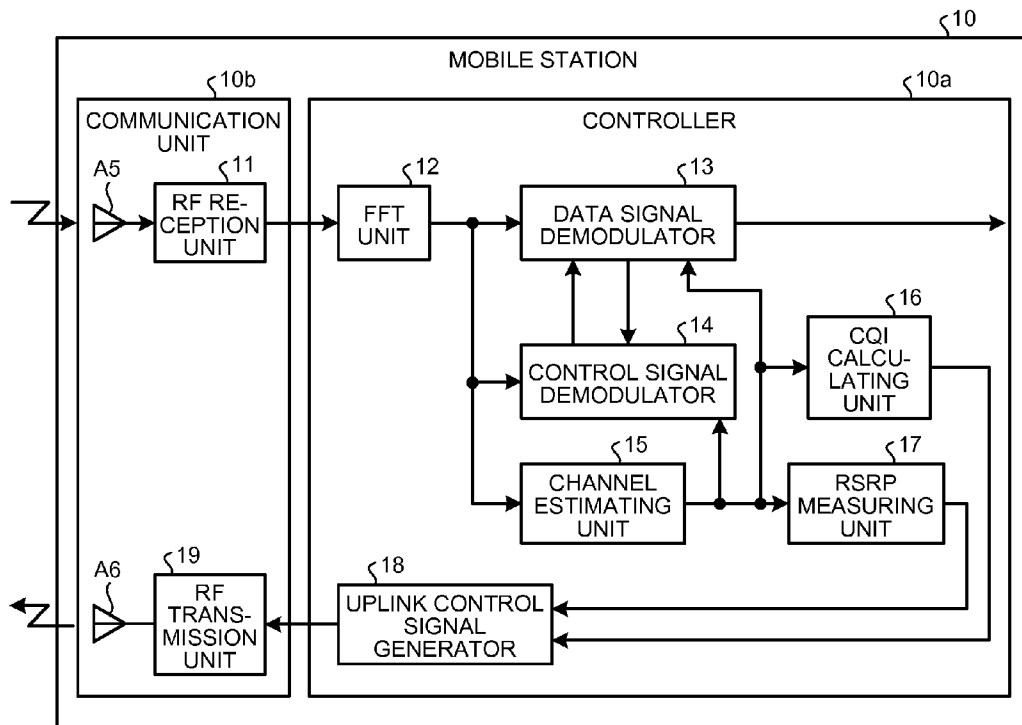 10
MOBILE STATION
10b
10a
COMMUNICATION
UNIT
CONTROLLER
A5
11
12
13
RF RE-
CEPTION
UNIT
FFT
UNIT
DATA SIGNAL
DEMODULATOR
14
16
CONTROL SIGNAL
DEMODULATOR
CQI
CALCU-
LATING
UNIT
15
17
CHANNEL
ESTIMATING
UNIT
RSRP
MEASURING
UNIT
A6
19
18
RF
TRANS-
MISSION
UNIT
UPLINK CONTROL
SIGNAL
GENERATOR